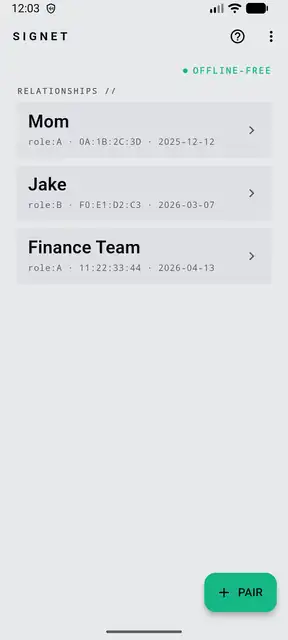 12:03
SIGNET
OFFLINE-FREE
RELATIONSHIPS //
Mom
role:A · 0A:1B:2C:3D · 2025-12-12
Jake
role:B · F0:E1:D2:C3 · 2026-03-07
Finance Team
role:A · 11:22:33:44 · 2026-04-13
+ PAIR